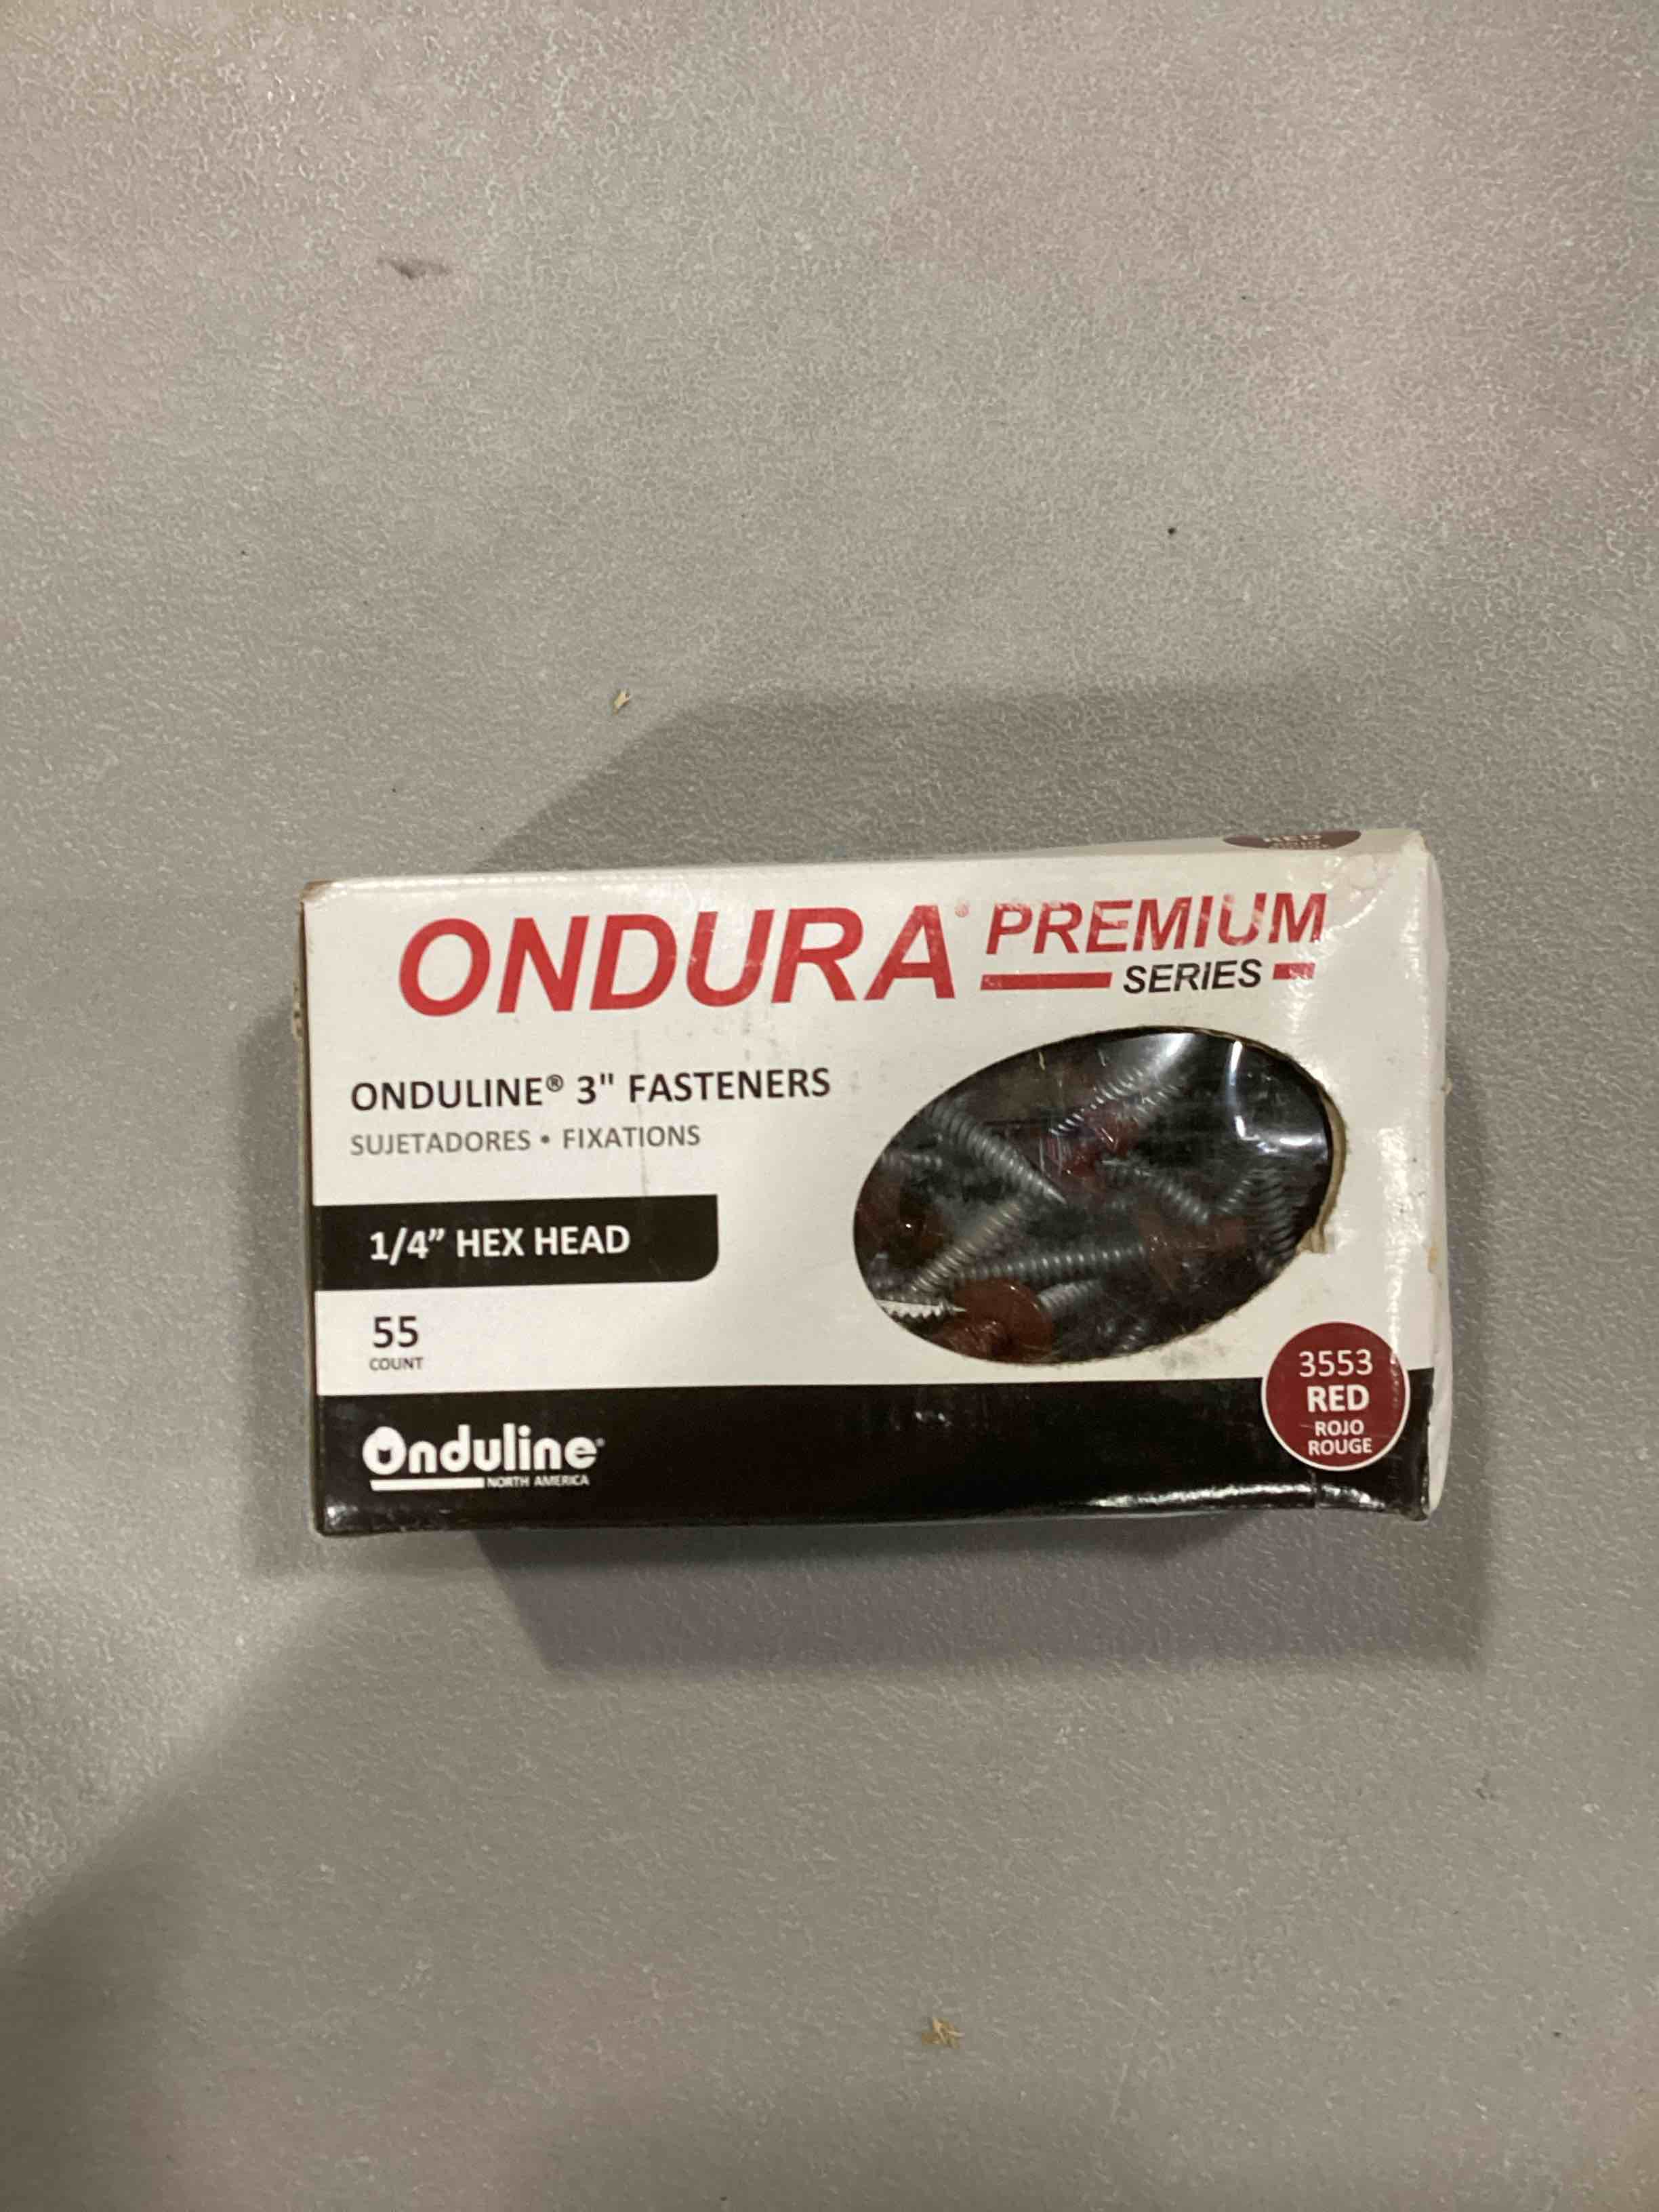 RED
ONDURA® PREMIUM
SERIES
ONDULINE® 3" FASTENERS
SUJETADORES • FIXATIONS
1/4” HEX HEAD
55
COUNT
Onduline®
NORTH AMERICA
3553
RED
ROJO
ROUGE